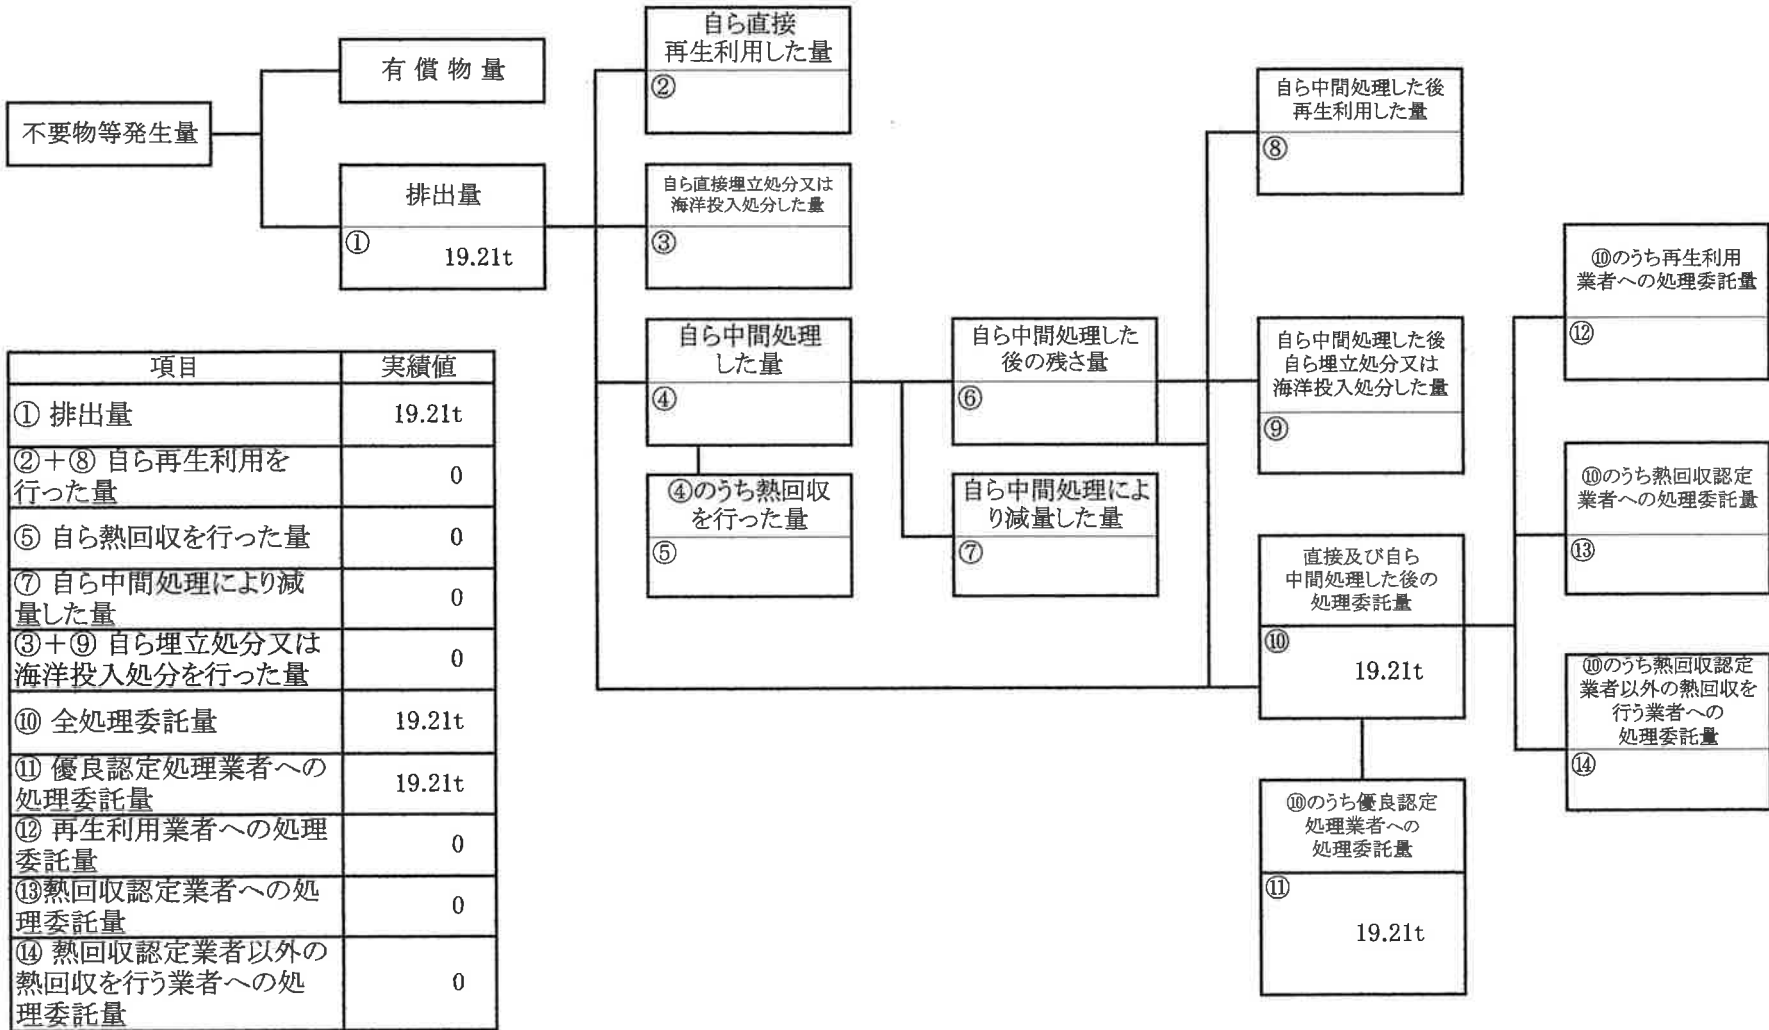 不要物等発生量
有 償 物 量
排出量
①
19.21t
自ら直接
再生利用した量
②
自ら直接埋立処分又は
海洋投入処分した量
③
自ら中間処理
した量
④
④のうち熱回収
を行った量
⑤
自ら中間処理した
後の残さ量
⑥
自ら中間処理によ
り減量した量
⑦
自ら中間処理した後
再生利用した量
⑧
自ら中間処理した後
自ら埋立処分又は
海洋投入処分した量
⑨
直接及び自ら
中間処理した後の
処理委託量
⑩
19.21t
⑩のうち優良認定
処理業者への
処理委託量
⑪
19.21t
⑩のうち再生利用
業者への処理委託量
⑫
⑩のうち熱回収認定
業者への処理委託量
⑬
⑩のうち熱回収認定
業者以外の熱回収を
行う業者への
処理委託量
⑭
項目 実績値
① 排出量 19.21t
②+⑧ 自ら再生利用を
行った量 0
⑤ 自ら熱回収を行った量 0
⑦ 自ら中間処理により減
量した量 0
③+⑨ 自ら埋立処分又は
海洋投入処分を行った量 0
⑩ 全処理委託量 19.21t
⑪ 優良認定処理業者への
処理委託量 19.21t
⑫ 再生利用業者への処理
委託量 0
⑬熱回収認定業者への処
理委託量 0
⑭ 熱回収認定業者以外の
熱回収を行う業者への処
理委託量 0